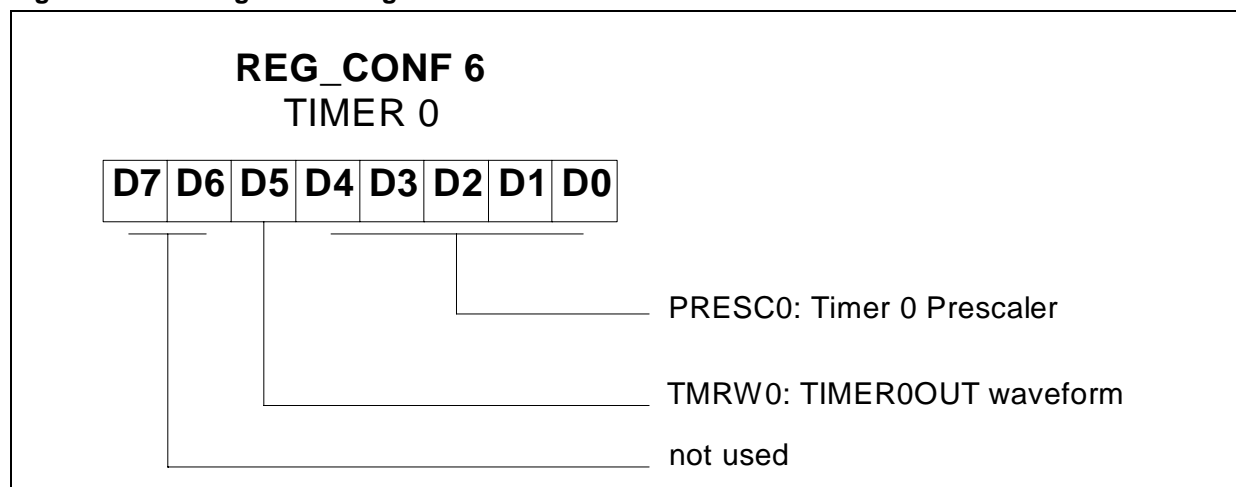 REG_CONF 6
TIMER 0
D7 D6 D5 D4 D3 D2 D1 D0
PRESC0: Timer 0 Prescaler
TMRW0: TIMER0OUT waveform
not used